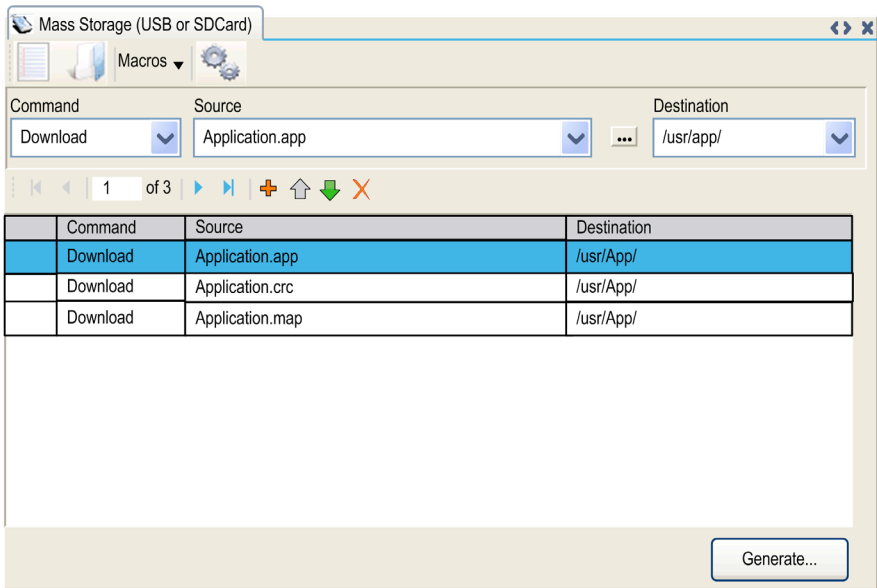 Mass Storage (USB or SDCard)
Macros
Command Source Destination
Download Application.app ... /usr/app/
1 of 3
Command Source Destination
Download Application.app /usr/App/
Download Application.crc /usr/App/
Download Application.map /usr/App/
Generate...